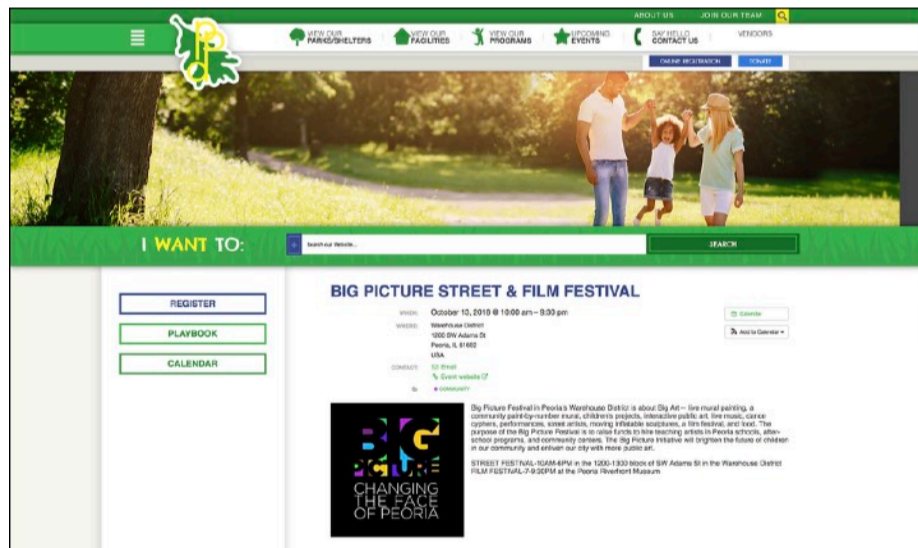 ABOUT US JOIN OUR TEAM
VIEW OUR PARKS/SHELTERS
VIEW OUR FACILITIES
VIEW OUR PROGRAMS
UPCOMING EVENTS
SAY HELLO CONTACT US
VENDORS
ONLINE REGISTRATION DONATE
PPD
I WANT TO: Search our Website... SEARCH
REGISTER
PLAYBOOK
CALENDAR
BIG PICTURE STREET & FILM FESTIVAL
WHEN: October 13, 2018 @ 10:00 am – 9:30 pm
WHERE: Warehouse District
1200 SW Adams St
Peoria, IL 61602
USA
CONTACT: Email
Event website
COMMUNITY
Calendar
Add to Calendar
BIG
PICTURE
CHANGING
THE FACE
OF PEORIA
Big Picture Festival in Peoria's Warehouse District is about Big Art— live mural painting, a
community paint-by-number mural, children's projects, interactive public art, live music, dance
cyphers, performances, street artists, moving inflatable sculptures, a film festival, and food. The
purpose of the Big Picture Festival is to raise funds to hire teaching artists in Peoria schools, after-
school programs, and community centers. The Big Picture Initiative will brighten the future of children
in our community and enliven our city with more public art.
STREET FESTIVAL-10AM-6PM in the 1200-1300 block of SW Adams St in the Warehouse District
FILM FESTIVAL-7-9:30PM at the Peoria Riverfront Museum